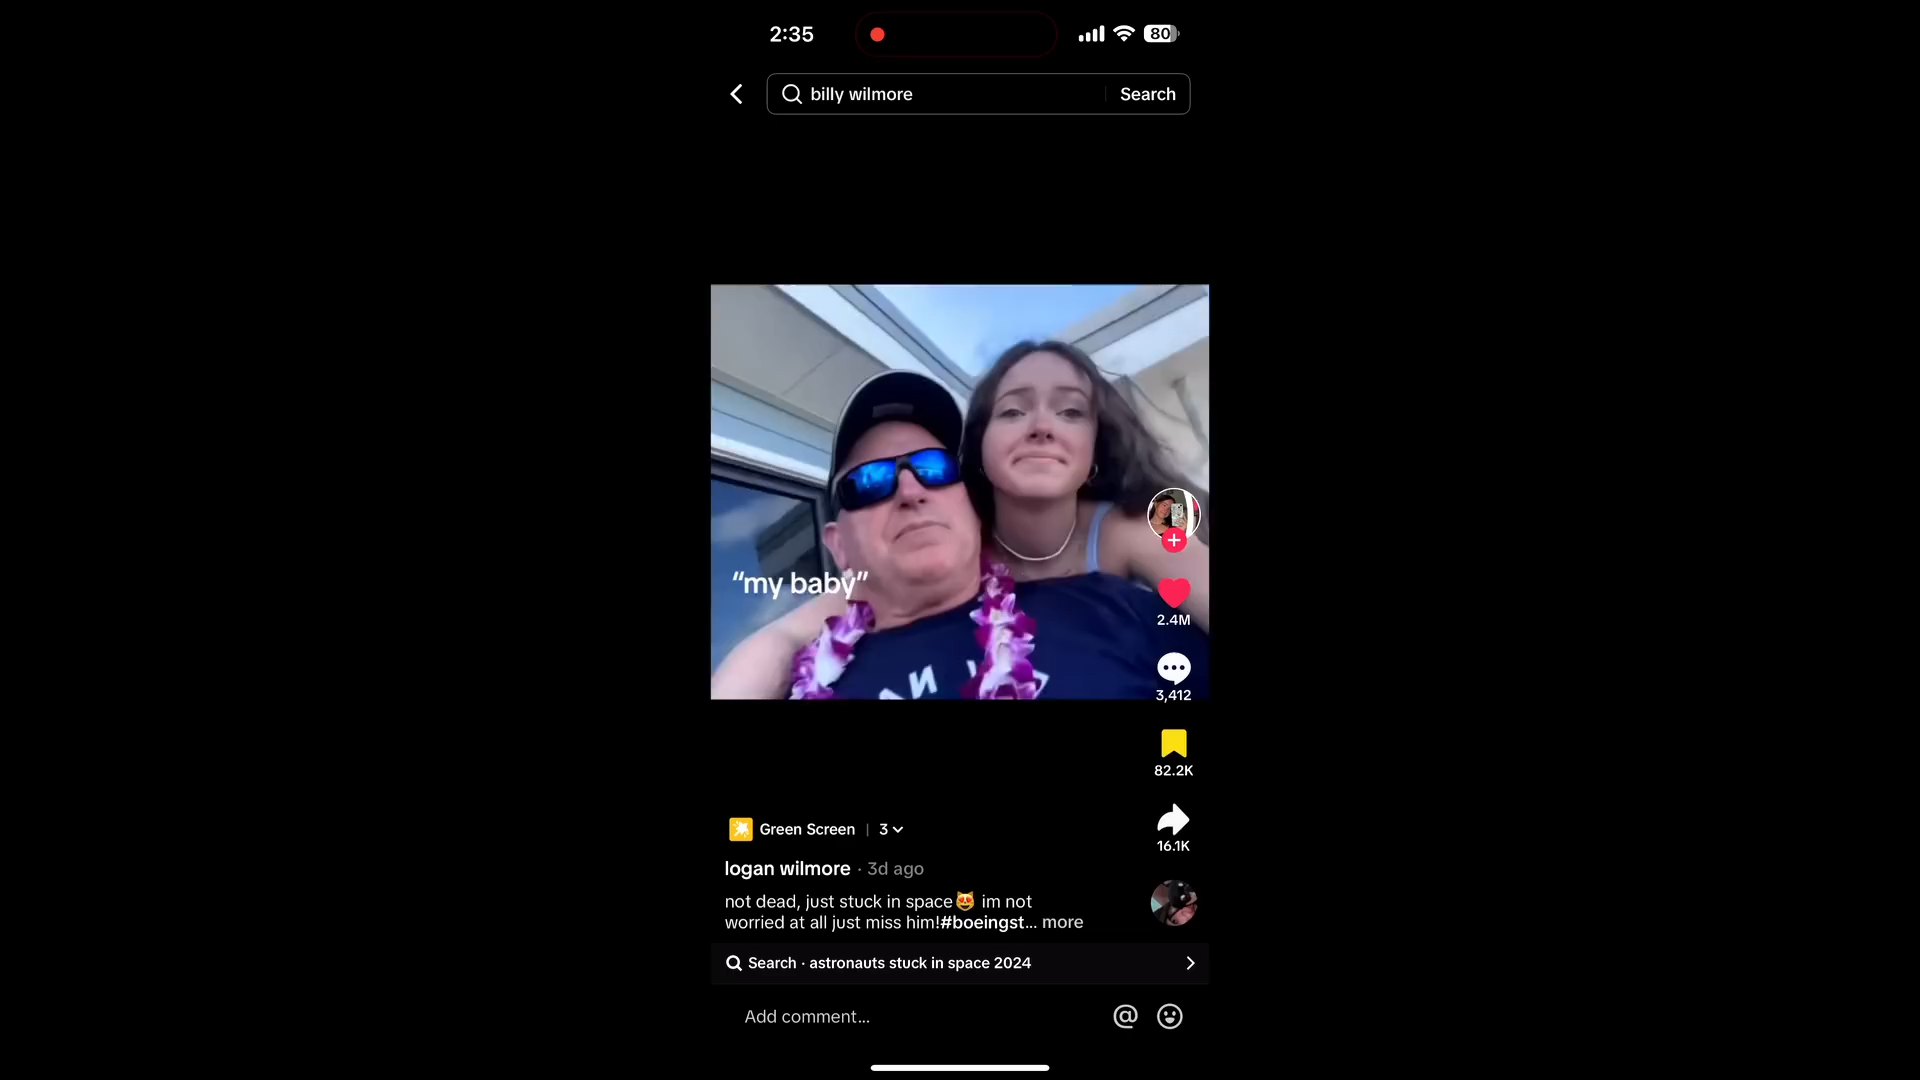 2:35
80
billy wilmore
Search
“my baby”
2.4M
3,412
82.2K
16.1K
Green Screen | 3
logan wilmore · 3d ago
not dead, just stuck in space😻 im not
worried at all just miss him!#boeingst... more
Search · astronauts stuck in space 2024
Add comment...
@